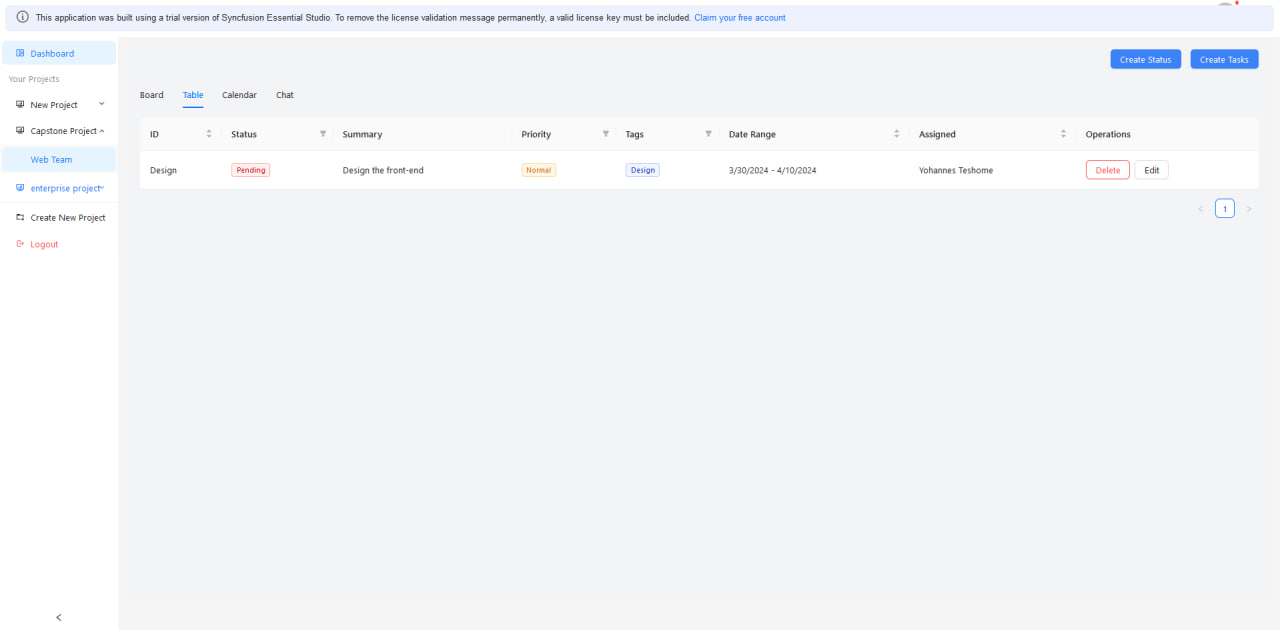 This application was built using a trial version of Syncfusion Essential Studio. To remove the license validation message permanently, a valid license key must be included. Claim your free account
Dashboard
Your Projects
New Project
Capstone Project
Web Team
enterprise project
Create New Project
Logout
Create Status Create Tasks
Board Table Calendar Chat
ID Status Summary Priority Tags Date Range Assigned Operations
Design Pending Design the front-end Normal Design 3/30/2024 - 4/10/2024 Yohannes Teshome Delete Edit
< 1 >
<